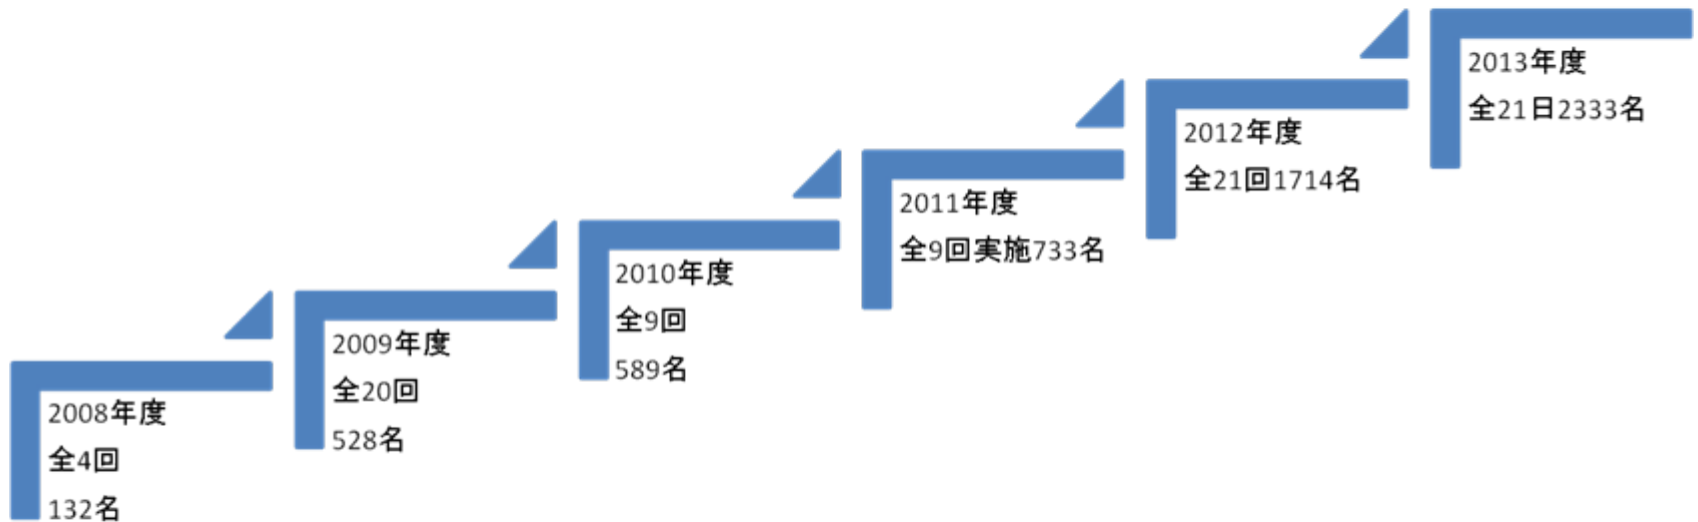 2008年度
全4回
132名
2009年度
全20回
528名
2010年度
全9回
589名
2011年度
全9回実施733名
2012年度
全21回1714名
2013年度
全21日2333名